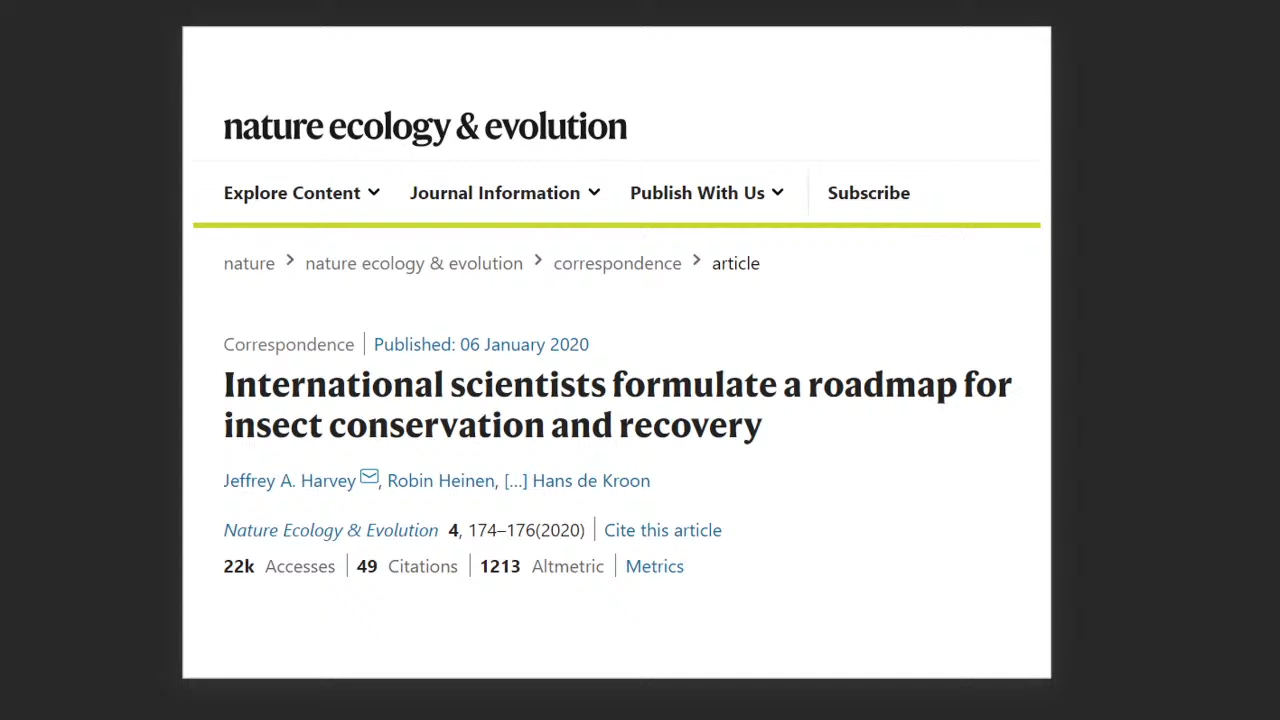 nature ecology & evolution
Explore Content Journal Information Publish With Us Subscribe
nature > nature ecology & evolution > correspondence > article
Correspondence | Published: 06 January 2020
International scientists formulate a roadmap for
insect conservation and recovery
Jeffrey A. Harvey, Robin Heinen, [...] Hans de Kroon
Nature Ecology & Evolution 4, 174–176(2020) | Cite this article
22k Accesses | 49 Citations | 1213 Altmetric | Metrics